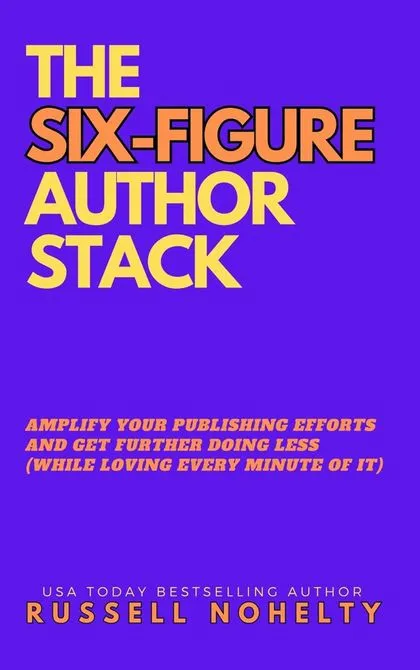 THE
SIX-FIGURE
AUTHOR
STACK
AMPLIFY YOUR PUBLISHING EFFORTS
AND GET FURTHER DOING LESS
(WHILE LOVING EVERY MINUTE OF IT)
USA TODAY BESTSELLING AUTHOR
RUSSELL NOHELTY